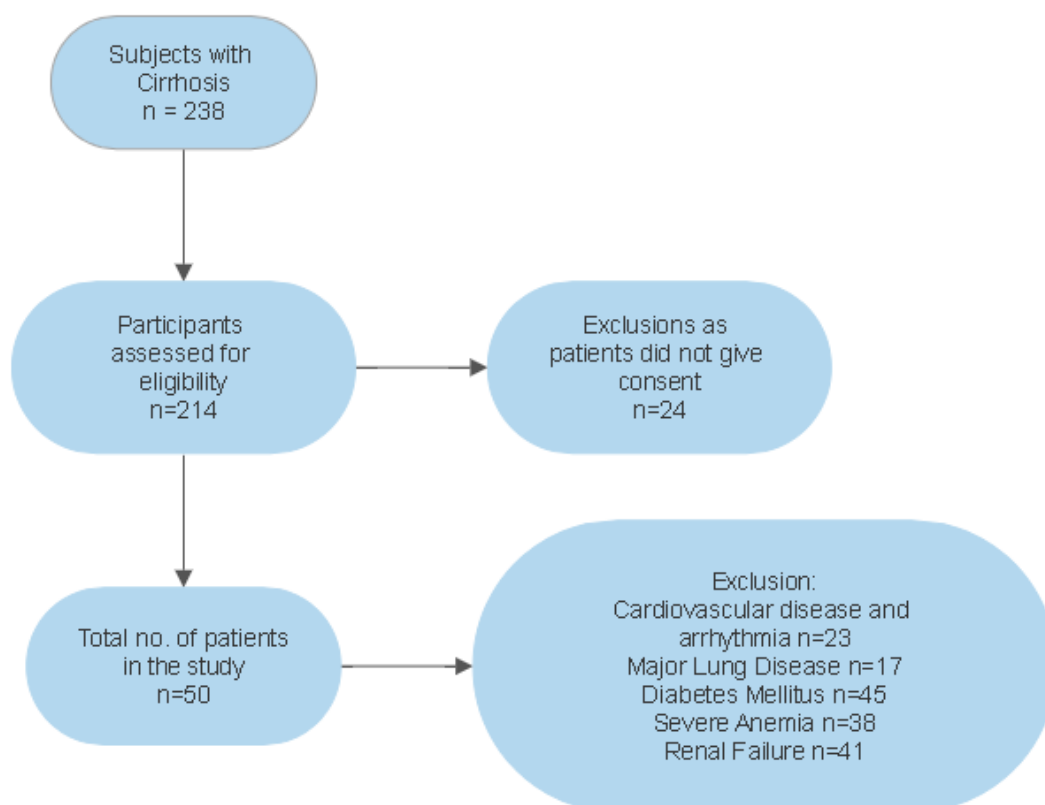 Subjects with
Cirrhosis
n = 238
Participants
assessed for
eligibility
n=214
Exclusions as
patients did not give
consent
n=24
Total no. of patients
in the study
n=50
Exclusion:
Cardiovascular disease and
arrhythmia n=23
Major Lung Disease n=17
Diabetes Mellitus n=45
Severe Anemia n=38
Renal Failure n=41